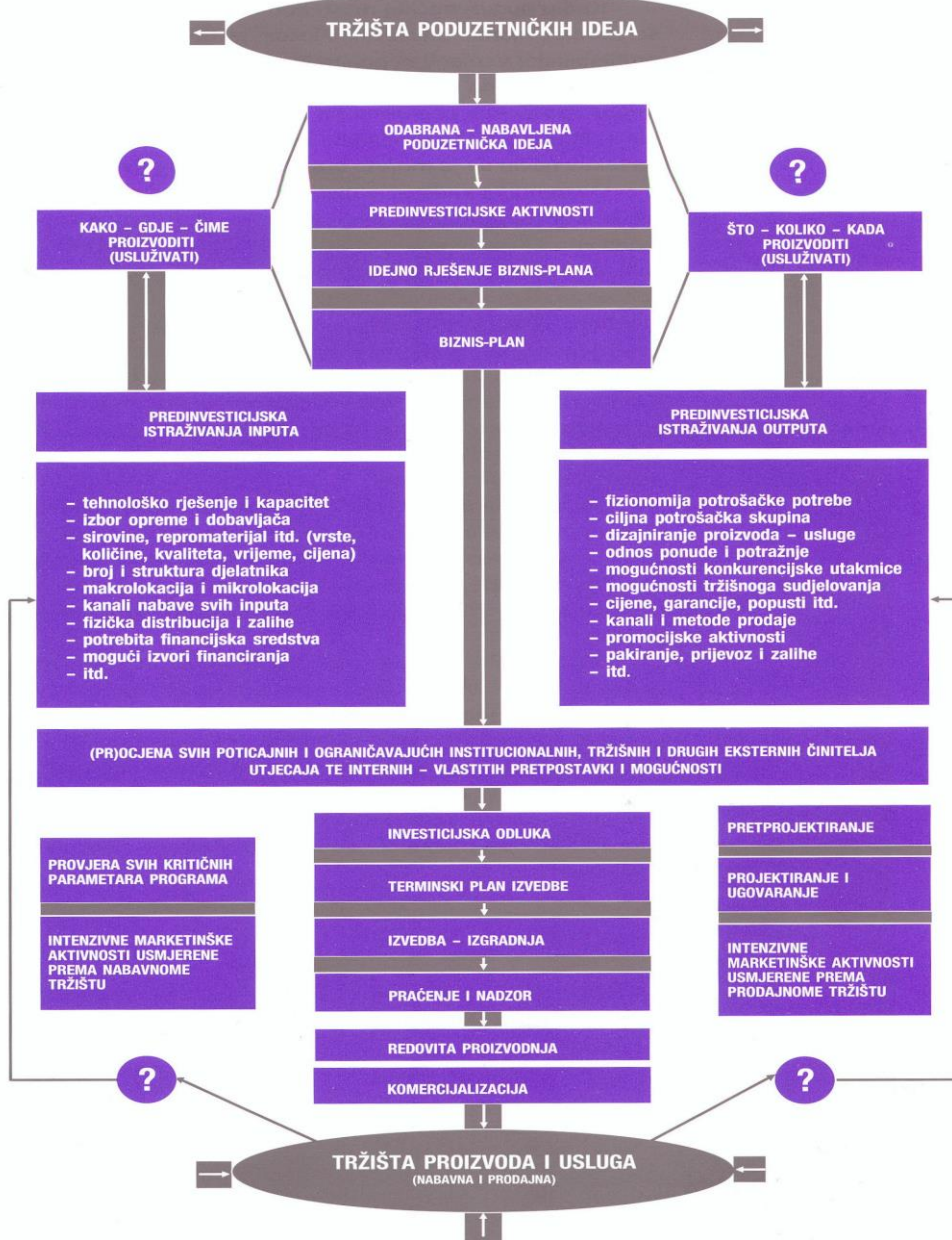 TRŽIŠTA PODUZETNIČKIH IDEJA
ODABRANA – NABAVLJENA
PODUZETNIČKA IDEJA
?
?
KAKO – GDJE – ČIME
PROIZVODITI
(USLUŽIVATI)
PREDINVESTICIJSKE AKTIVNOSTI
ŠTO – KOLIKO – KADA
PROIZVODITI
(USLUŽIVATI)
IDEJNO RJEŠENJE BIZNIS-PLANA
BIZNIS-PLAN
PREDINVESTICIJSKA
ISTRAŽIVANJA INPUTA
PREDINVESTICIJSKA
ISTRAŽIVANJA OUTPUTA
– tehnološko rješenje i kapacitet
– izbor opreme i dobavljača
– sirovine, repromaterijal itd. (vrste,
količine, kvaliteta, vrijeme, cijena)
– broj i struktura djelatnika
– makrolokacija i mikrolokacija
– kanali nabave svih inputa
– fizička distribucija i zalihe
– potrebita financijska sredstva
– mogući izvori financiranja
– itd.
– fizionomija potrošačke potrebe
– ciljna potrošačka skupina
– dizajniranje proizvoda – usluge
– odnos ponude i potražnje
– mogućnosti konkurencijske utakmice
– mogućnosti tržišnoga sudjelovanja
– cijene, garancije, popusti itd.
– kanali i metode prodaje
– promocijske aktivnosti
– pakiranje, prijevoz i zalihe
– itd.
(PR)OCJENA SVIH POTICAJNIH I OGRANIČAVAJUĆIH INSTITUCIONALNIH, TRŽIŠNIH I DRUGIH EKSTERNIH ČINITELJA
UTJECAJA TE INTERNIH – VLASTITIH PRETPOSTAVKI I MOGUĆNOSTI
PROVJERA SVIH KRITIČNIH
PARAMETARA PROGRAMA
INTENZIVNE MARKETINŠKE
AKTIVNOSTI USMJERENE
PREMA NABAVNOME
TRŽIŠTU
INVESTICIJSKA ODLUKA
TERMINSKI PLAN IZVEDBE
IZVEDBA – IZGRADNJA
PRAĆENJE I NADZOR
REDOVITA PROIZVODNJA
KOMERCIJALIZACIJA
PRETPROJEKTIRANJE
PROJEKTIRANJE I
UGOVARANJE
INTENZIVNE
MARKETINŠKE AKTIVNOSTI
USMJERENE PREMA
PRODAJNOME TRŽIŠTU
?
?
TRŽIŠTA PROIZVODA I USLUGA
(NABAVNA I PRODAJNA)